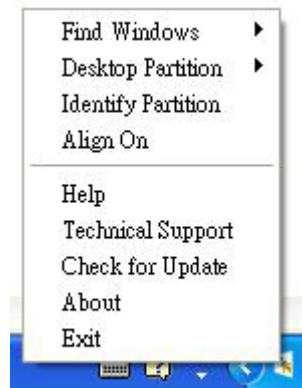 Find Windows
Desktop Partition
Identify Partition
Align On
Help
Technical Support
Check for Update
About
Exit